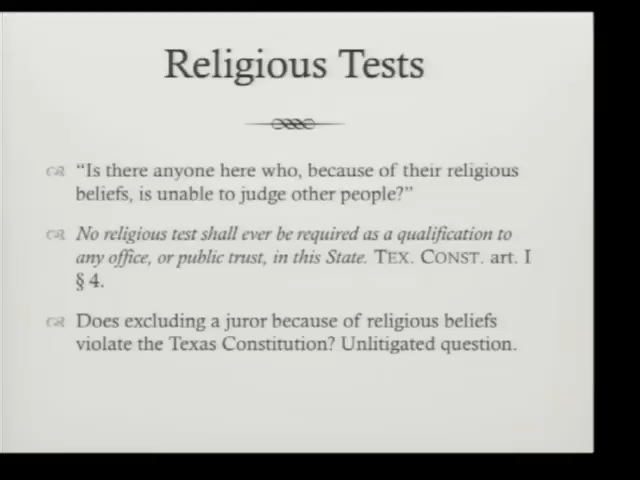 Religious Tests
“Is there anyone here who, because of their religious
beliefs, is unable to judge other people?”
No religious test shall ever be required as a qualification to
any office, or public trust, in this State. TEX. CONST. art. I
§ 4.
Does excluding a juror because of religious beliefs
violate the Texas Constitution? Unlitigated question.